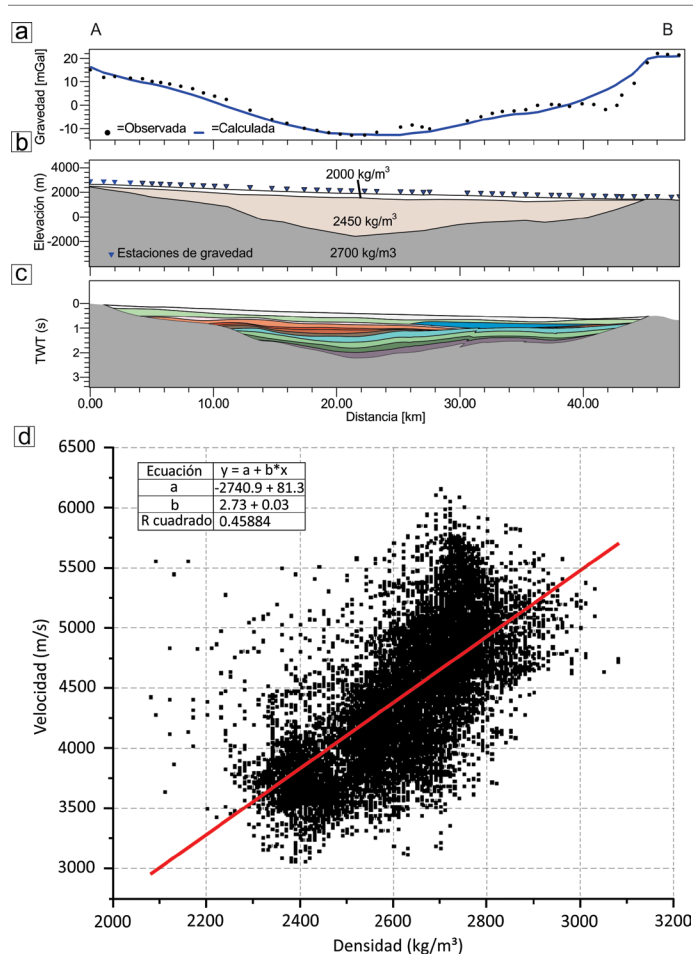 a
A B
Gravedad [mGal]
20
10
0
-10
=Observada =Calculada
b
Elevación (m)
4000
2000
0
-2000
2000 kg/m³
2450 kg/m³
2700 kg/m3
Estaciones de gravedad
c
TWT (s)
0
1
2
3
0.00 10.00 20.00 30.00 40.00
Distancia [km]
d
Velocidad (m/s)
6500
6000
5500
5000
4500
4000
3500
3000
Ecuación y = a + b*x
a -2740.9 + 81.3
b 2.73 + 0.03
R cuadrado 0.45884
2000 2200 2400 2600 2800 3000 3200
Densidad (kg/m³)